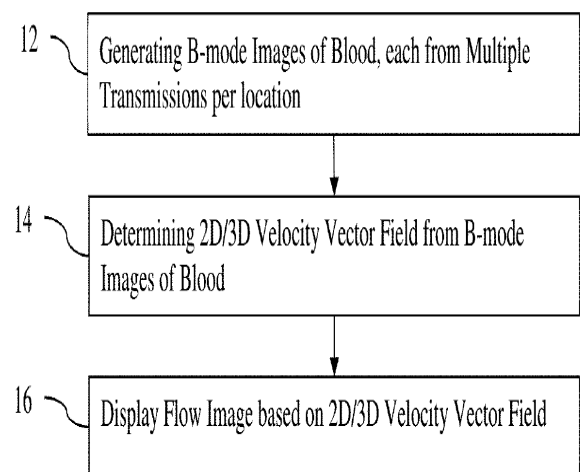 12
Generating B-mode Images of Blood, each from Multiple
Transmissions per location
14
Determining 2D/3D Velocity Vector Field from B-mode
Images of Blood
16
Display Flow Image based on 2D/3D Velocity Vector Field